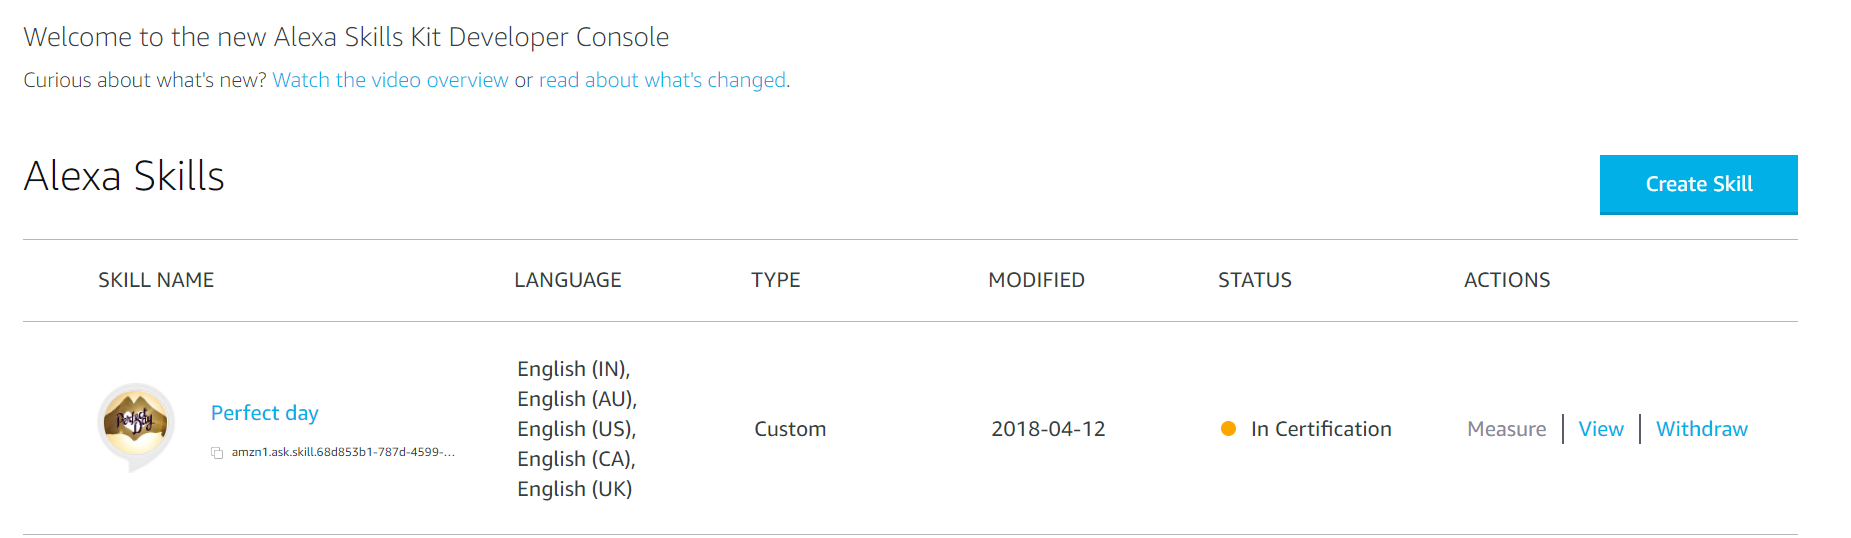 Welcome to the new Alexa Skills Kit Developer Console
Curious about what's new? Watch the video overview or read about what's changed.
Alexa Skills
Create Skill
SKILL NAME LANGUAGE TYPE MODIFIED STATUS ACTIONS
Perfect Day
Perfect day
amzn1.ask.skill.68d853b1-787d-4599-...
English (IN),
English (AU),
English (US),
English (CA),
English (UK)
Custom
2018-04-12
In Certification
Measure | View | Withdraw